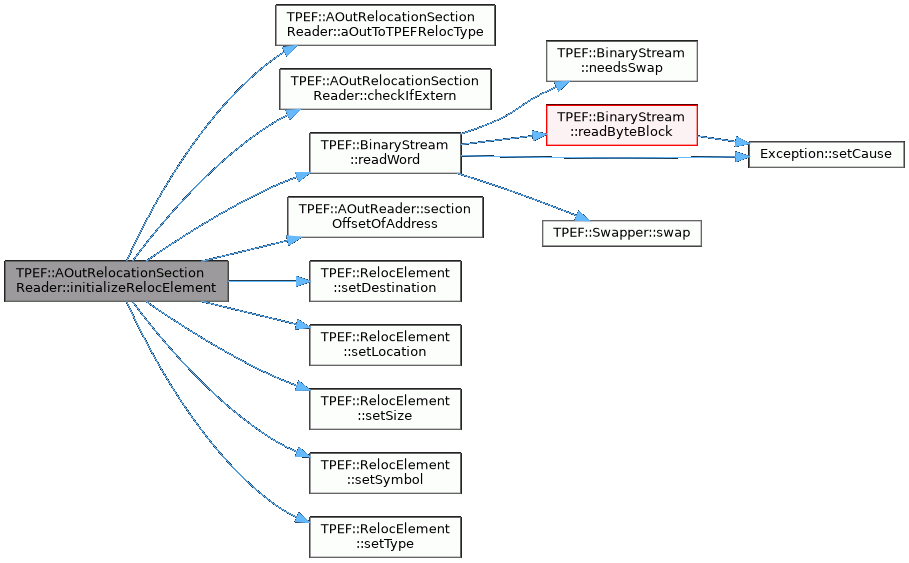 TPEF::AOutRelocationSection
Reader::aOutToTPEFRelocType
TPEF::AOutRelocationSection
Reader::checkIfExtern
TPEF::BinaryStream
::readWord
TPEF::AOutReader::section
OffsetOfAddress
TPEF::AOutRelocationSection
Reader::initializeRelocElement
TPEF::RelocElement
::setDestination
TPEF::RelocElement
::setLocation
TPEF::RelocElement
::setSize
TPEF::RelocElement
::setSymbol
TPEF::RelocElement
::setType
TPEF::BinaryStream
::needsSwap
TPEF::BinaryStream
::readByteBlock
Exception::setCause
TPEF::Swapper::swap